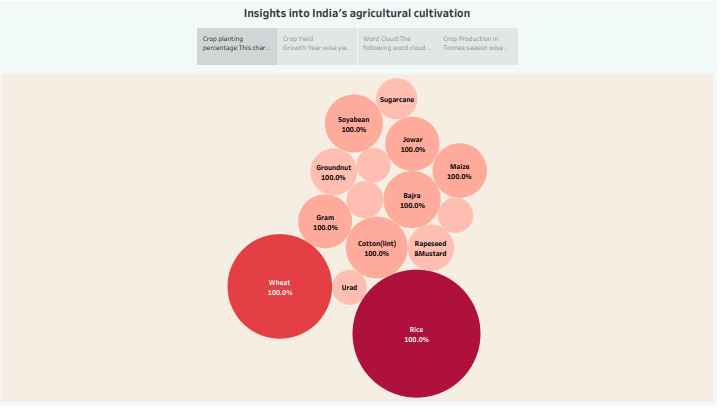 Insights into India's agricultural cultivation
Crop planting
percentage:This char..
Crop Yield
Growth:Year wise yie..
Word Cloud:The
following word cloud ..
Crop Production in
Tonnes:season wise ..
Sugarcane
Soyabean
100.0%
Jowar
100.0%
Groundnut
100.0%
Maize
100.0%
Bajra
100.0%
Gram
100.0%
Cotton(lint)
100.0%
Rapeseed
&Mustard
Wheat
100.0%
Urad
Rice
100.0%